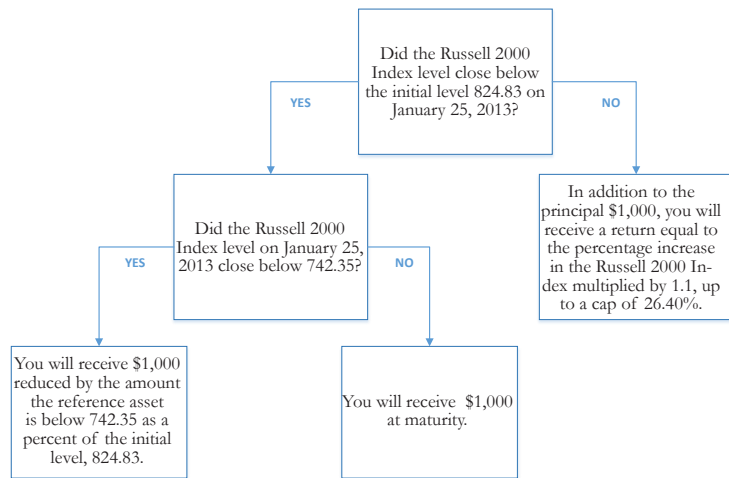 Did the Russell 2000
Index level close below
the initial level 824.83 on
January 25, 2013?
YES
NO
Did the Russell 2000
Index level on January 25,
2013 close below 742.35?
In addition to the
principal $1,000, you will
receive a return equal to
the percentage increase
in the Russell 2000 In-
dex multiplied by 1.1, up
to a cap of 26.40%.
YES
NO
You will receive $1,000
reduced by the amount
the reference asset
is below 742.35 as a
percent of the initial
level, 824.83.
You will receive $1,000
at maturity.